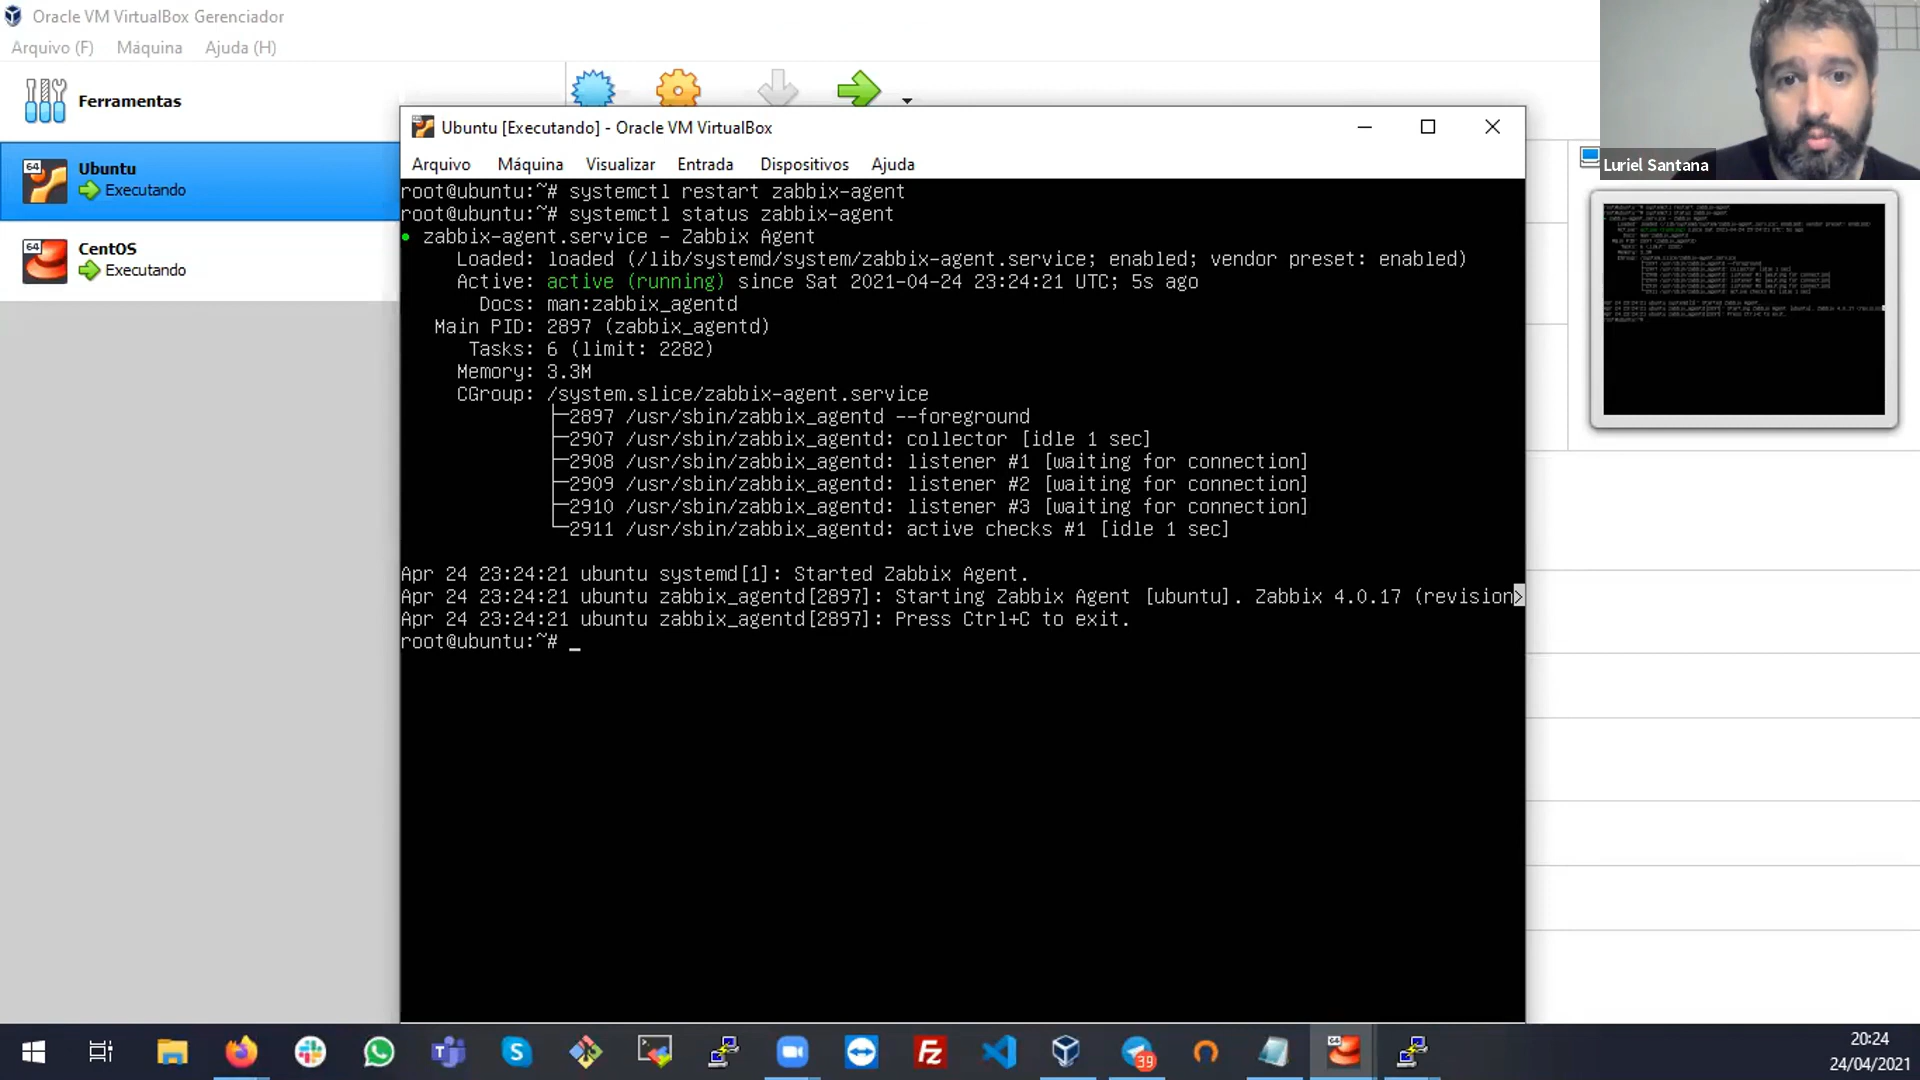 Oracle VM VirtualBox Gerenciador
Arquivo (F) Máquina Ajuda (H)
Ferramentas
64 Ubuntu
Executando
64 CentOS
Executando
Ubuntu [Executando] - Oracle VM VirtualBox
Arquivo Máquina Visualizar Entrada Dispositivos Ajuda
root@ubuntu:~# systemctl restart zabbix-agent
root@ubuntu:~# systemctl status zabbix-agent
● zabbix-agent.service - Zabbix Agent
Loaded: loaded (/lib/systemd/system/zabbix-agent.service; enabled; vendor preset: enabled)
Active: active (running) since Sat 2021-04-24 23:24:21 UTC; 5s ago
Docs: man:zabbix_agentd
Main PID: 2897 (zabbix_agentd)
Tasks: 6 (limit: 2282)
Memory: 3.3M
CGroup: /system.slice/zabbix-agent.service
├─2897 /usr/sbin/zabbix_agentd --foreground
├─2907 /usr/sbin/zabbix_agentd: collector [idle 1 sec]
├─2908 /usr/sbin/zabbix_agentd: listener #1 [waiting for connection]
├─2909 /usr/sbin/zabbix_agentd: listener #2 [waiting for connection]
├─2910 /usr/sbin/zabbix_agentd: listener #3 [waiting for connection]
└─2911 /usr/sbin/zabbix_agentd: active checks #1 [idle 1 sec]
Apr 24 23:24:21 ubuntu systemd[1]: Started Zabbix Agent.
Apr 24 23:24:21 ubuntu zabbix_agentd[2897]: Starting Zabbix Agent [ubuntu]. Zabbix 4.0.17 (revision>
Apr 24 23:24:21 ubuntu zabbix_agentd[2897]: Press Ctrl+C to exit.
root@ubuntu:~# _
Luriel Santana
39
20:24
24/04/2021